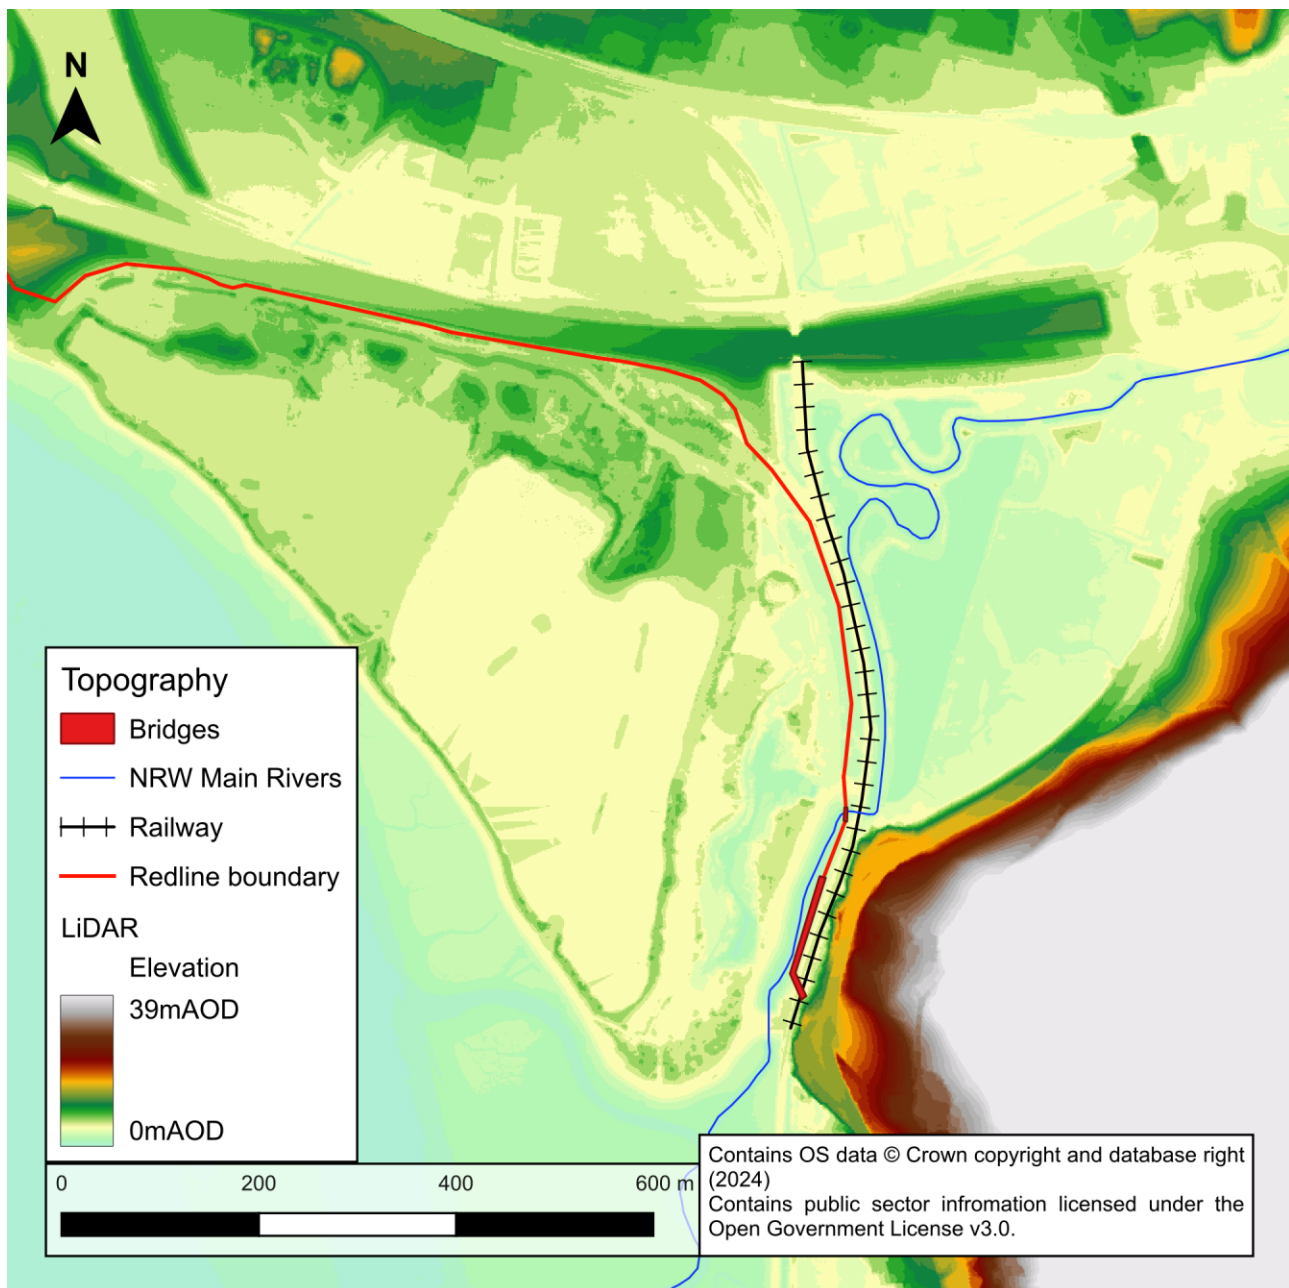 N
Topography
Bridges
NRW Main Rivers
Railway
Redline boundary
LiDAR
Elevation
39mAOD
0mAOD
0 200 400 600 m
Contains OS data © Crown copyright and database right
(2024)
Contains public sector infromation licensed under the
Open Government License v3.0.